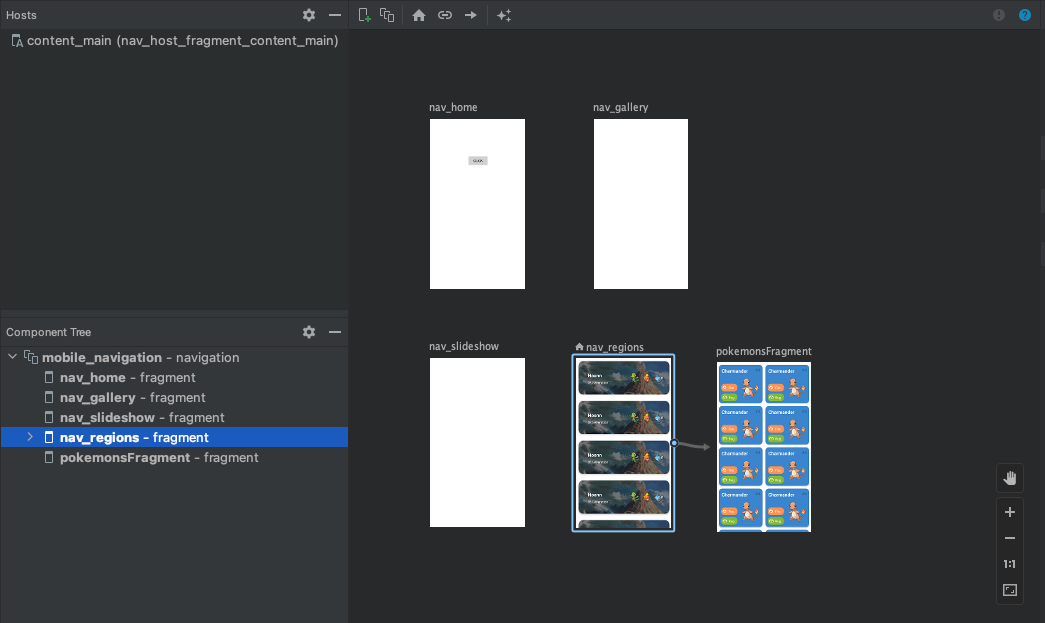 Hosts
content_main (nav_host_fragment_content_main)
Component Tree
mobile_navigation - navigation
nav_home - fragment
nav_gallery - fragment
nav_slideshow - fragment
nav_regions - fragment
pokemonsFragment - fragment
nav_home
nav_gallery
nav_slideshow
nav_regions
Hoenn
Hoenn
Hoenn
Hoenn
pokemonsFragment
Charmander Charmander
Charmander Charmander
Charmander Charmander
Charmander Charmander
1:1